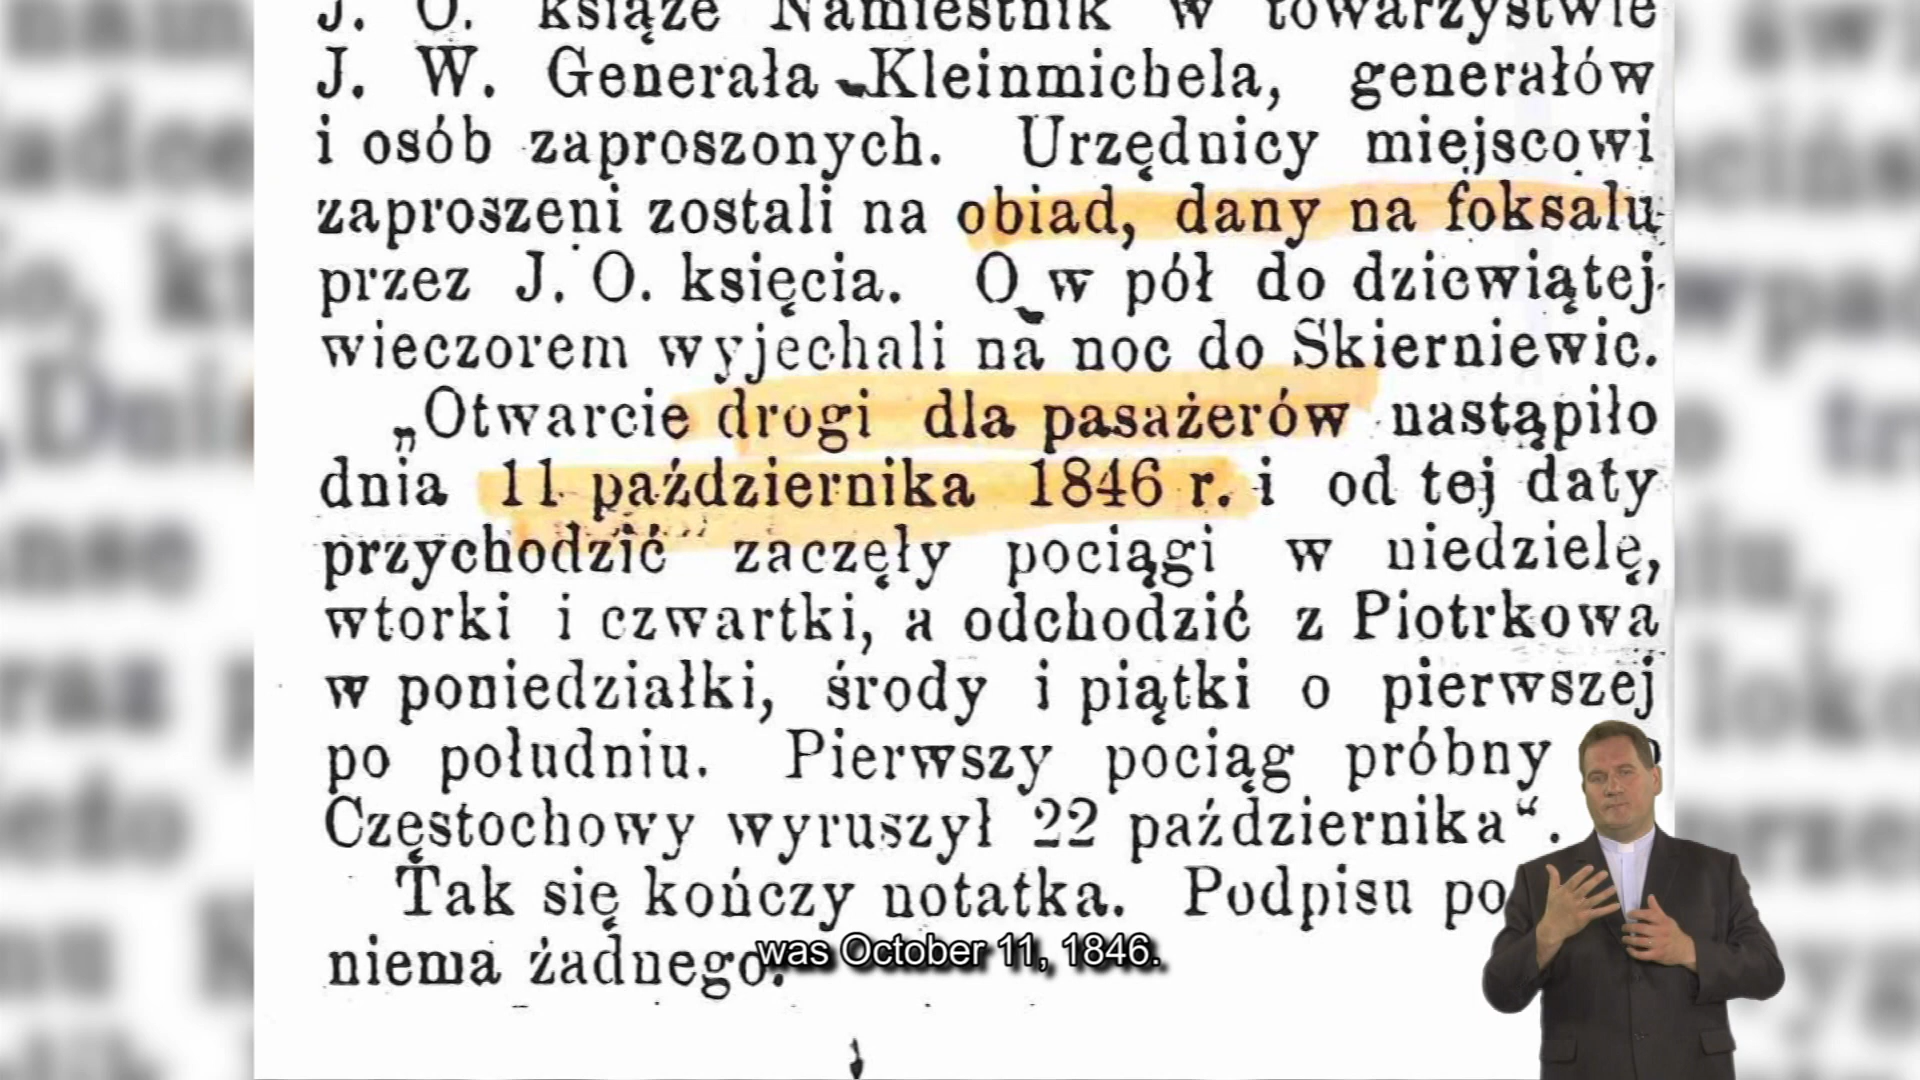 J. O. książe Namiestnik w towarzystwie
J. W. Generała Kleinmichela, generałów
i osób zaproszonych. Urzędnicy miejscowi
zaproszeni zostali na obiad, dany na foksalu
przez J. O. księcia. O w pół do dziewiątej
wieczorem wyjechali na noc do Skierniewic.
„Otwarcie drogi dla pasażerów nastąpiło
dnia 11 października 1846 r. i od tej daty
przychodzić zaczęły pociągi w niedzielę,
wtorki i czwartki, a odchodzić z Piotrkowa
w poniedziałki, środy i piątki o pierwszej
po południu. Pierwszy pociąg próbny
Częstochowy wyruszył 22 października“.
Tak się kończy notatka. Podpisu po
niema żadnego.
was October 11, 1846.